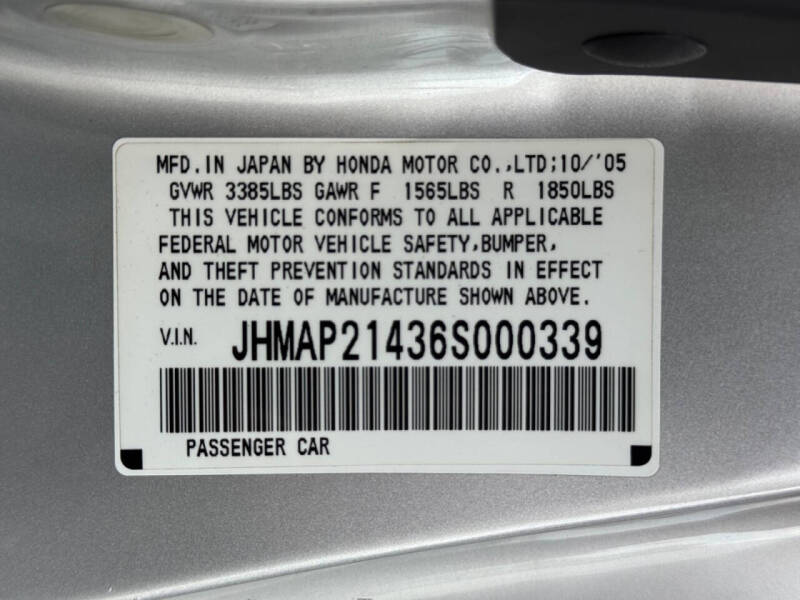 MFD.IN JAPAN BY HONDA MOTOR CO.,LTD;10/'05
GVWR 3385LBS GAWR F 1565LBS R 1850LBS
THIS VEHICLE CONFORMS TO ALL APPLICABLE
FEDERAL MOTOR VEHICLE SAFETY,BUMPER,
AND THEFT PREVENTION STANDARDS IN EFFECT
ON THE DATE OF MANUFACTURE SHOWN ABOVE.
V.I.N. JHMAP21436S000339
PASSENGER CAR